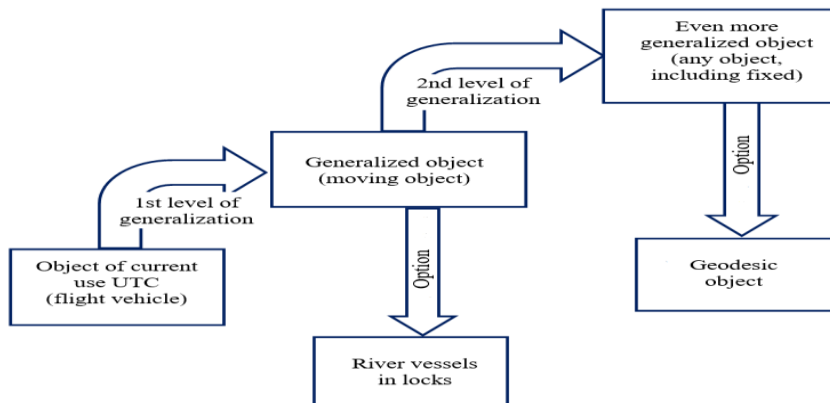 Even more
generalized object
(any object,
including fixed)
2nd level of
generalization
Generalized object
(moving object)
Option
1st level of
generalization
Object of current
use UTC
(flight vehicle)
Option
Geodesic
object
River vessels
in locks